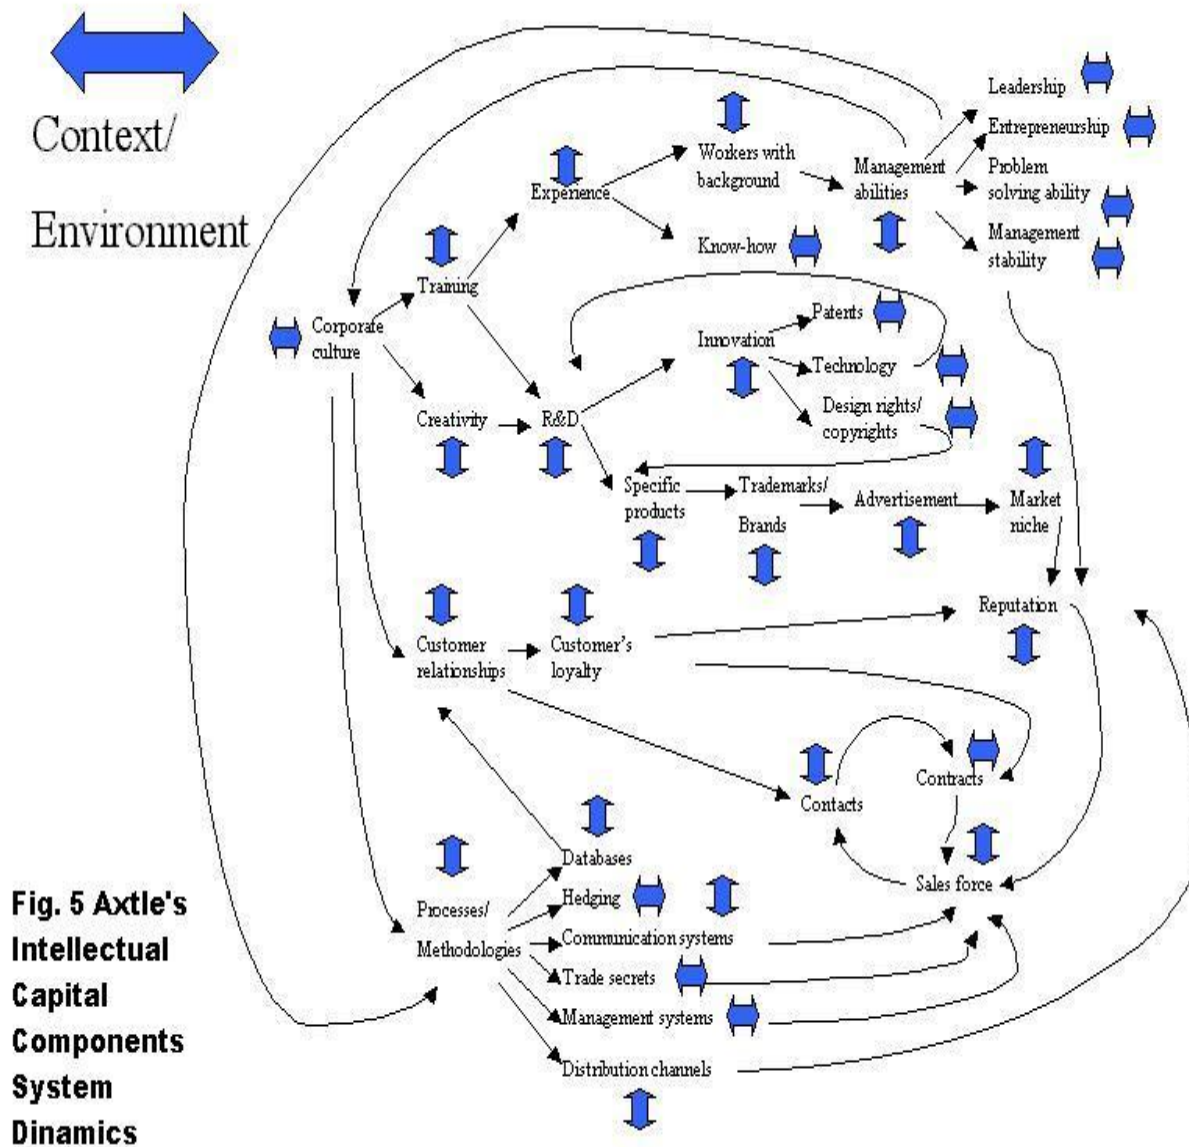 Context/
Environment
Leadership
Entrepreneurship
Workers with
background
Management
abilities
Problem
solving ability
Experience
Know-how
Management
stability
Training
Corporate
culture
Innovation
Patents
Technology
Creativity
R&D
Design rights/
copyrights
Specific
products
Trademarks/
Brands
Advertisement
Market
niche
Reputation
Customer
relationships
Customer's
loyalty
Contacts
Contracts
Databases
Sales force
Hedging
Processes/
Methodologies
Communication systems
Trade secrets
Management systems
Distribution channels
Fig. 5 Axtle's
Intellectual
Capital
Components
System
Dinamics